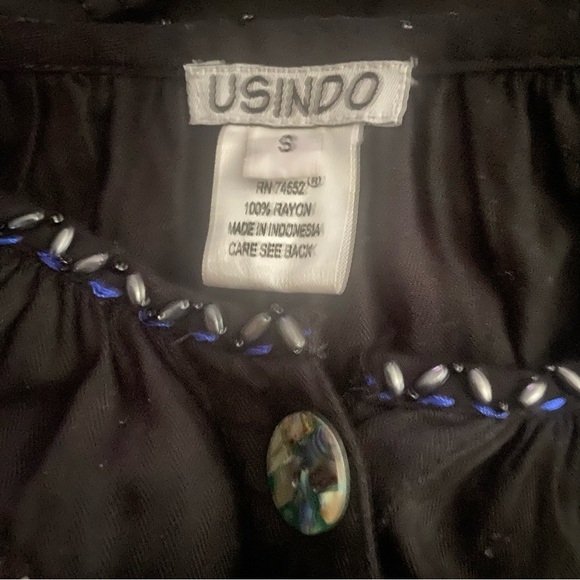 USINDO
S
RN 74652 (R)
100% RAYON
MADE IN INDONESIA
CARE SEE BACK